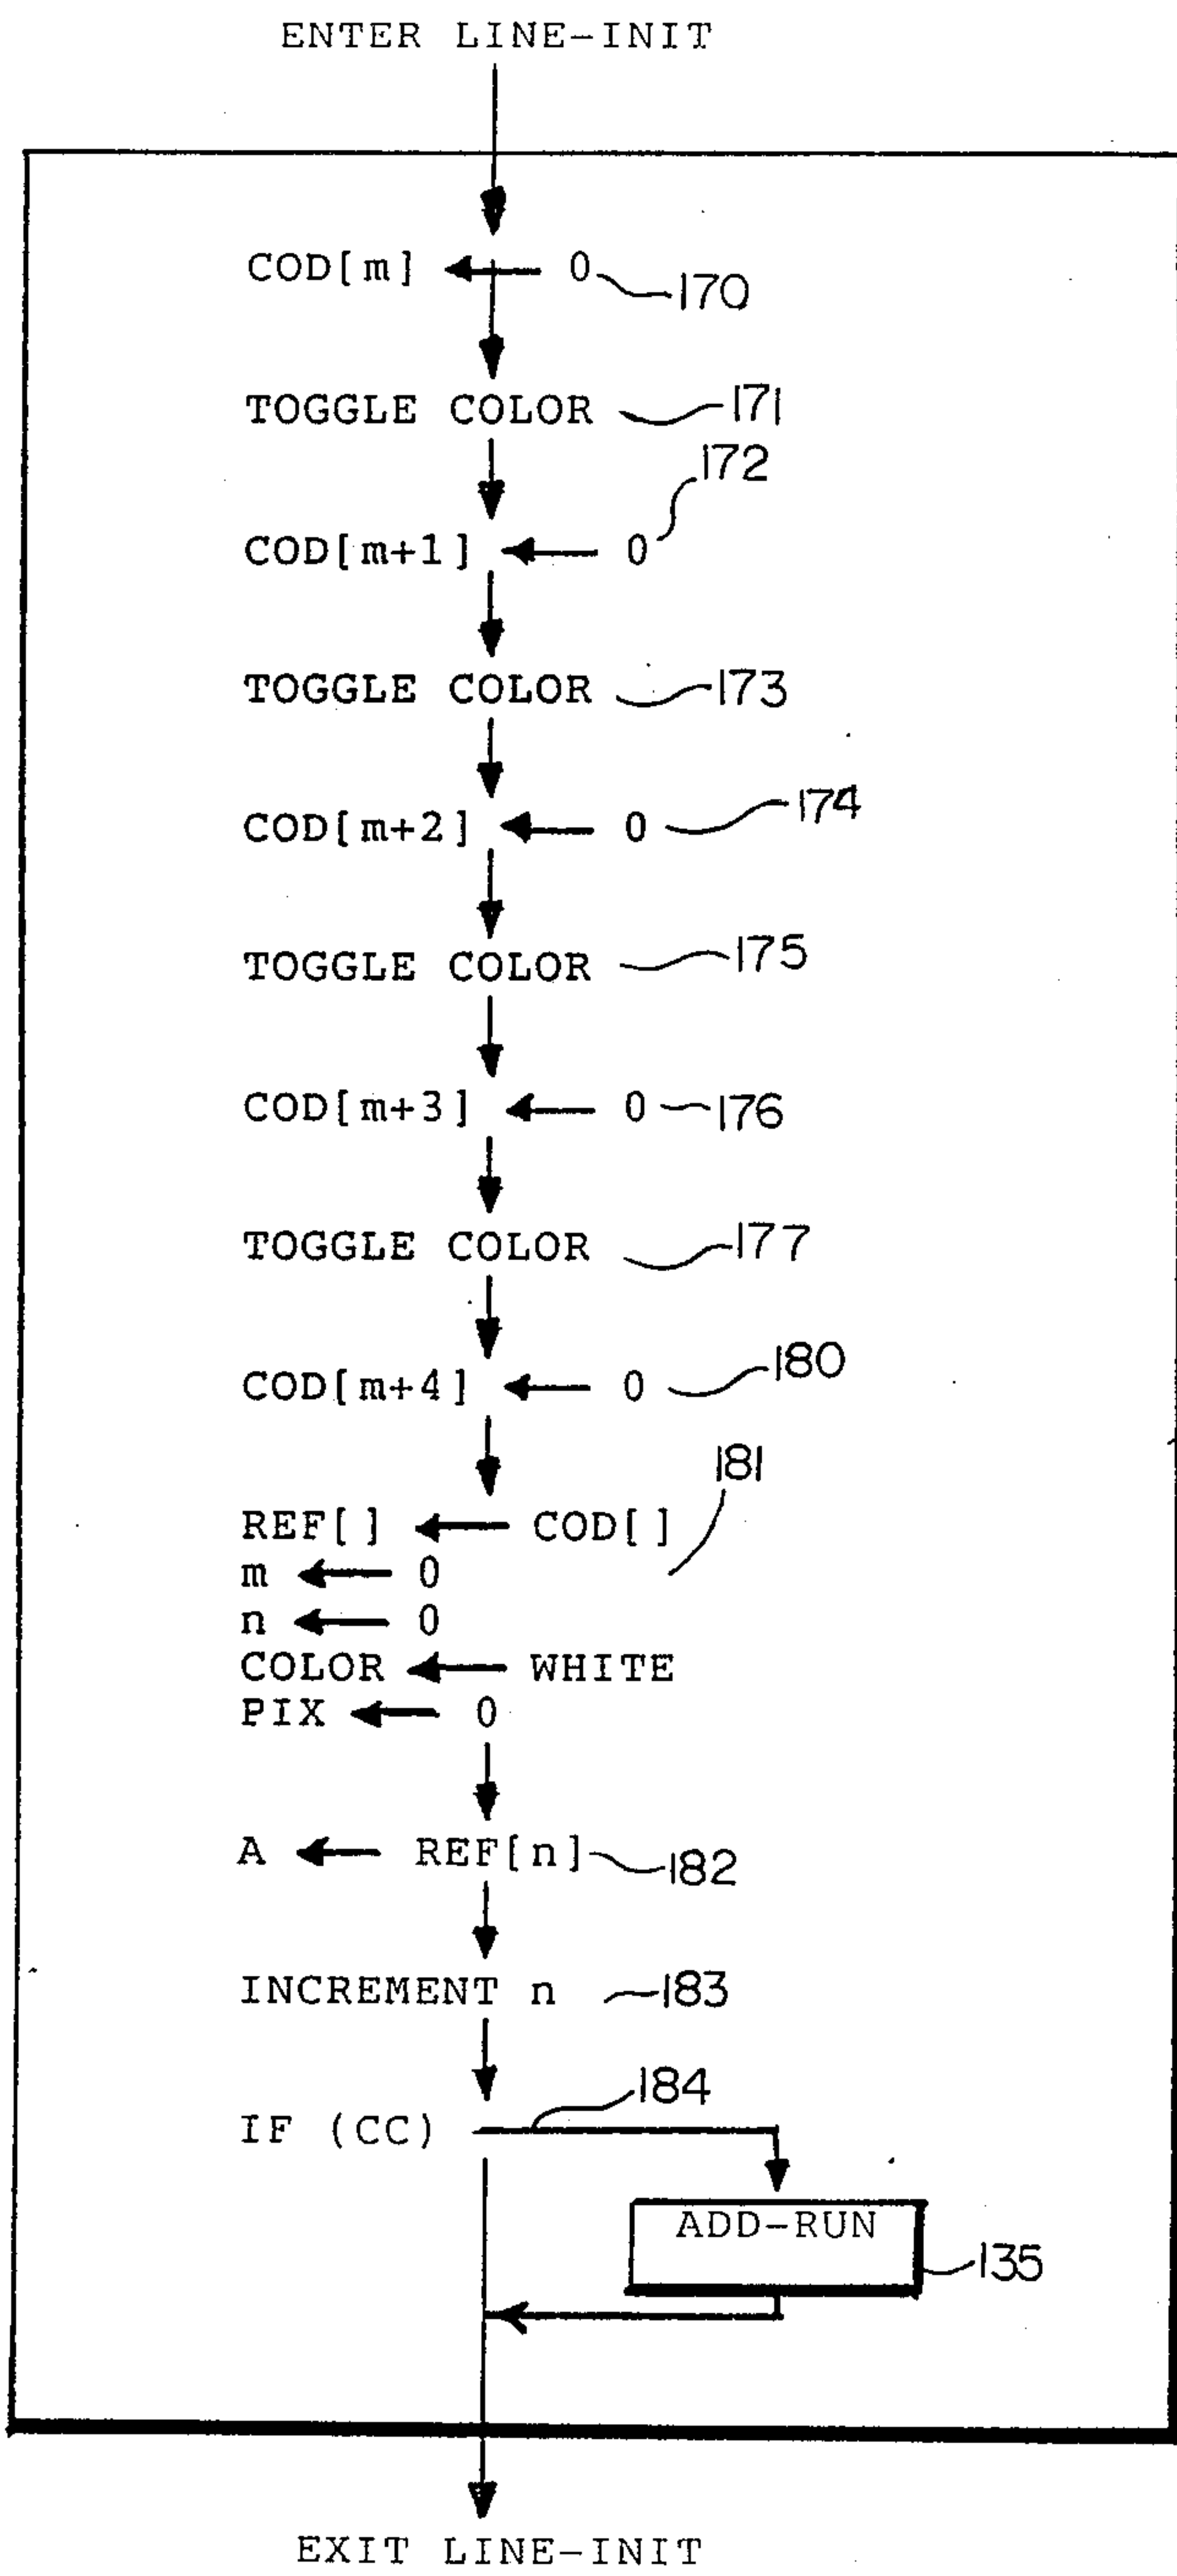 ENTER LINE-INIT
COD[m] ← 0 170
TOGGLE COLOR 171
172
COD[m+1] ← 0
TOGGLE COLOR 173
COD[m+2] ← 0 174
TOGGLE COLOR 175
COD[m+3] ← 0 176
TOGGLE COLOR 177
COD[m+4] ← 0 180
181
REF[] ← COD[]
m ← 0
n ← 0
COLOR ← WHITE
PIX ← 0
A ← REF[n] 182
INCREMENT n 183
184
IF (CC)
ADD-RUN
135
EXIT LINE-INIT